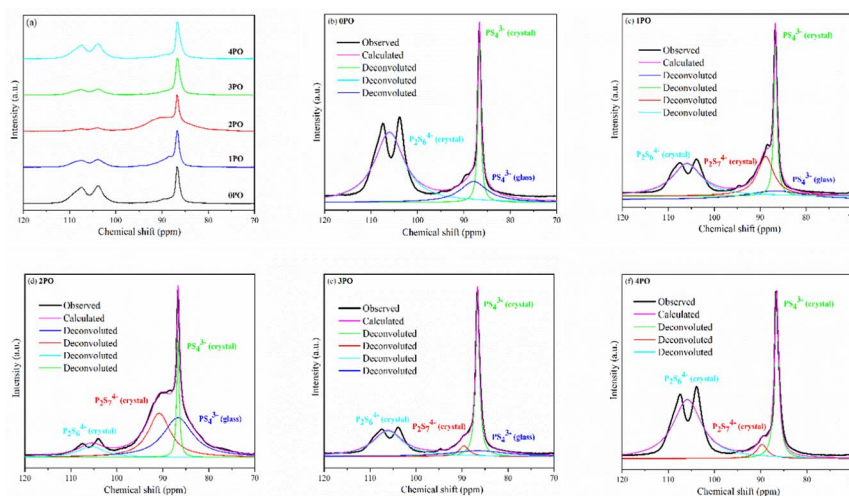 (a)
4PO
3PO
2PO
1PO
0PO
Intensity (a.u.)
120 110 100 90 80 70
Chemical shift (ppm)
(b) 0PO
Observed
Calculated
Deconvoluted
Deconvoluted
Deconvoluted
PS₄³⁻ (crystal)
P₂S₆⁴⁻ (crystal)
PS₄³⁻ (glass)
Intensity (a.u.)
120 110 100 90 80 70
Chemical shift (ppm)
(c) 1PO
Observed
Calculated
Deconvoluted
Deconvoluted
Deconvoluted
Deconvoluted
PS₄³⁻ (crystal)
P₂S₆⁴⁻ (crystal)
P₂S₇⁴⁻ (crystal)
PS₄³⁻ (glass)
Intensity (a.u.)
120 110 100 90 80 70
Chemical shift (ppm)
(d) 2PO
Observed
Calculated
Deconvoluted
Deconvoluted
Deconvoluted
Deconvoluted
PS₄³⁻ (crystal)
P₂S₇⁴⁻ (crystal)
P₂S₆⁴⁻ (crystal)
PS₄³⁻ (glass)
Intensity (a.u.)
120 110 100 90 80 70
Chemical shift (ppm)
(e) 3PO
Observed
Calculated
Deconvoluted
Deconvoluted
Deconvoluted
Deconvoluted
PS₄³⁻ (crystal)
P₂S₆⁴⁻ (crystal)
P₂S₇⁴⁻ (crystal)
PS₄³⁻ (glass)
Intensity (a.u.)
120 110 100 90 80 70
Chemical shift (ppm)
(f) 4PO
Observed
Calculated
Deconvoluted
Deconvoluted
Deconvoluted
PS₄³⁻ (crystal)
P₂S₆⁴⁻ (crystal)
P₂S₇⁴⁻ (crystal)
Intensity (a.u.)
120 110 100 90 80 70
Chemical shift (ppm)